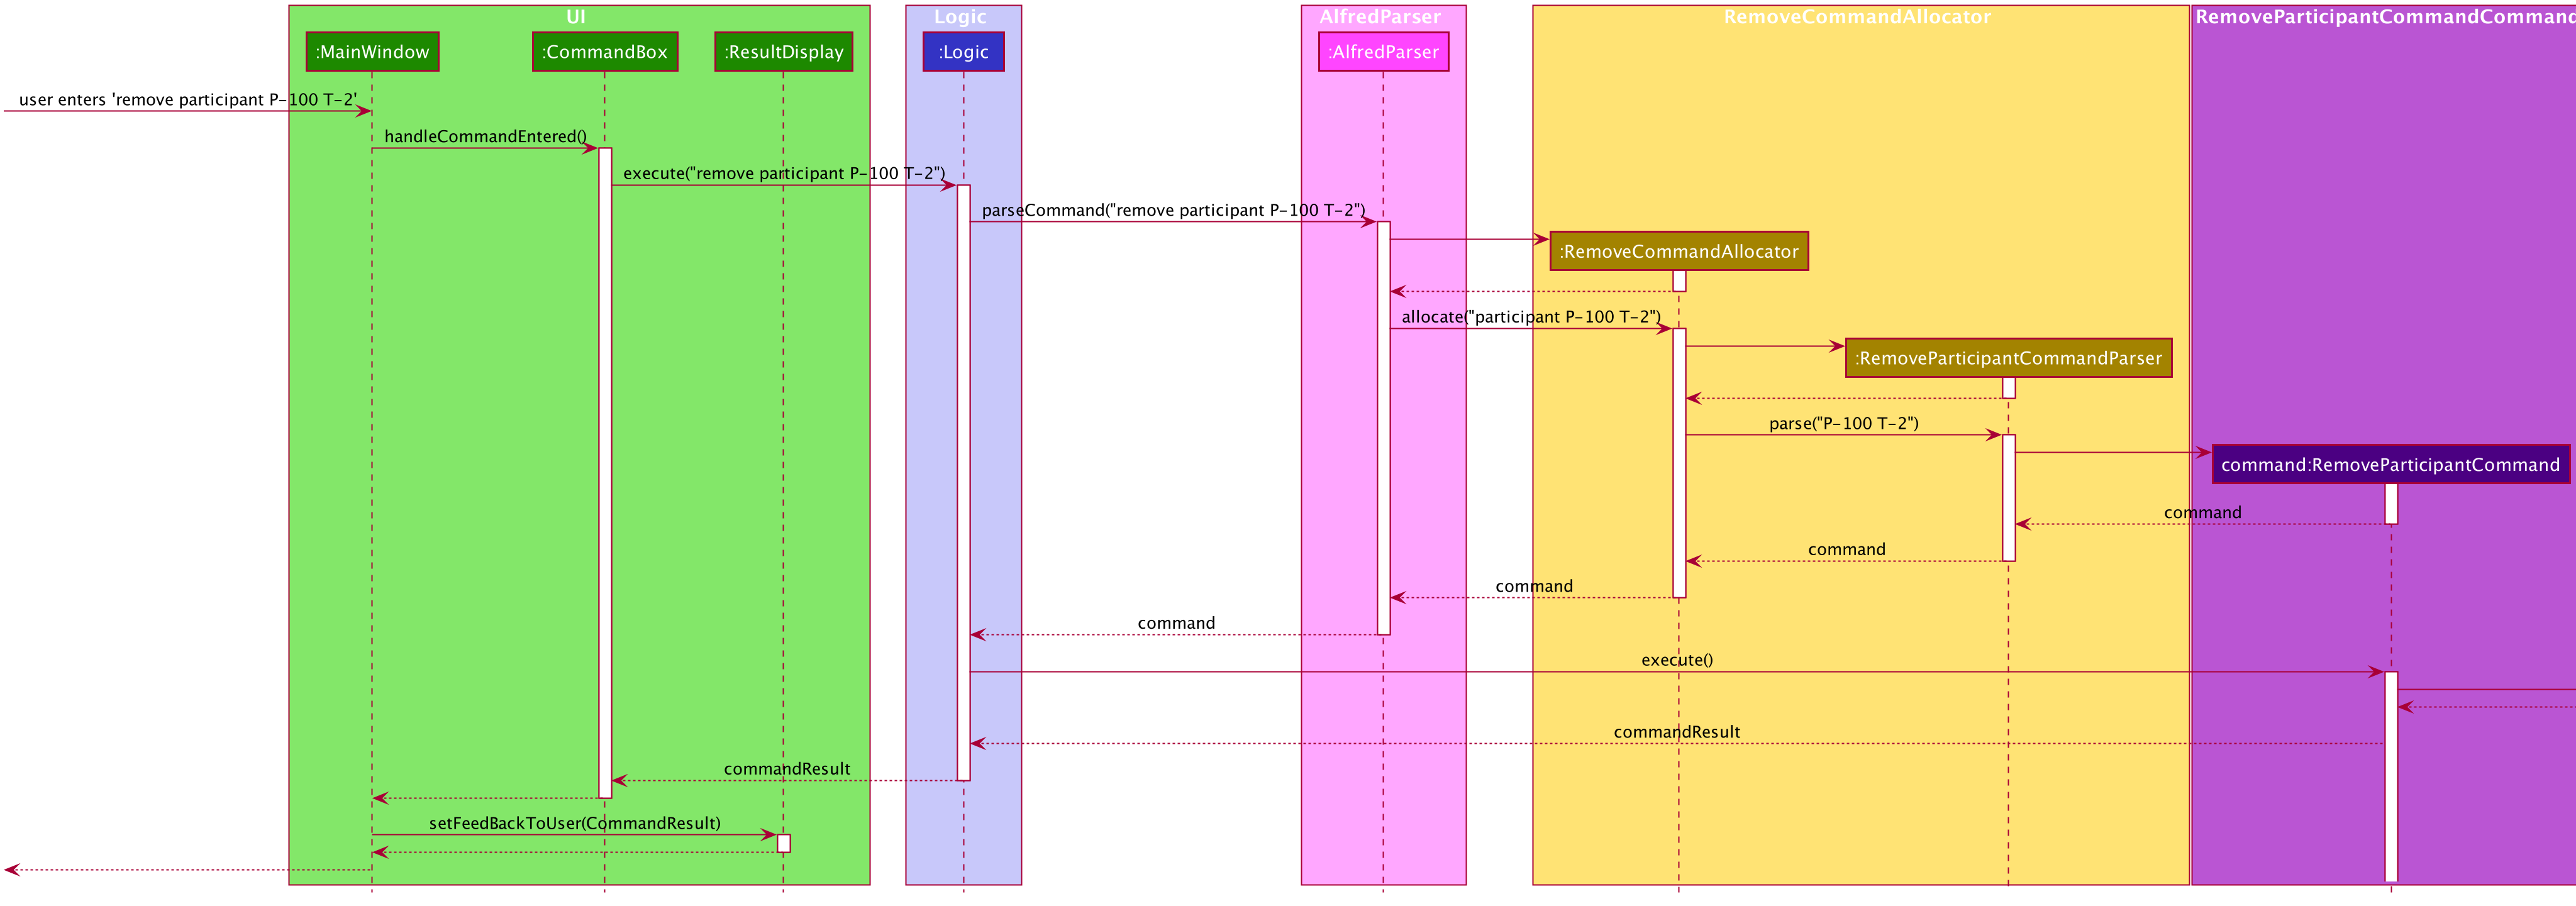 UI
Logic
AlfredParser
RemoveCommandAllocator
RemoveParticipantCommandCommand
:MainWindow
:CommandBox
:ResultDisplay
:Logic
:AlfredParser
user enters 'remove participant P-100 T-2'
handleCommandEntered()
execute("remove participant P-100 T-2")
parseCommand("remove participant P-100 T-2")
:RemoveCommandAllocator
allocate("participant P-100 T-2")
:RemoveParticipantCommandParser
parse("P-100 T-2")
command:RemoveParticipantCommand
command
command
command
command
execute()
commandResult
commandResult
setFeedBackToUser(CommandResult)